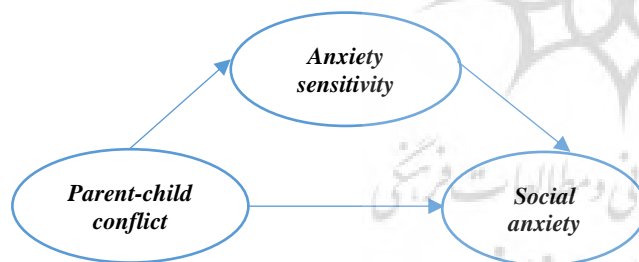 Anxiety
sensitivity
Parent-child
conflict
Social
anxiety